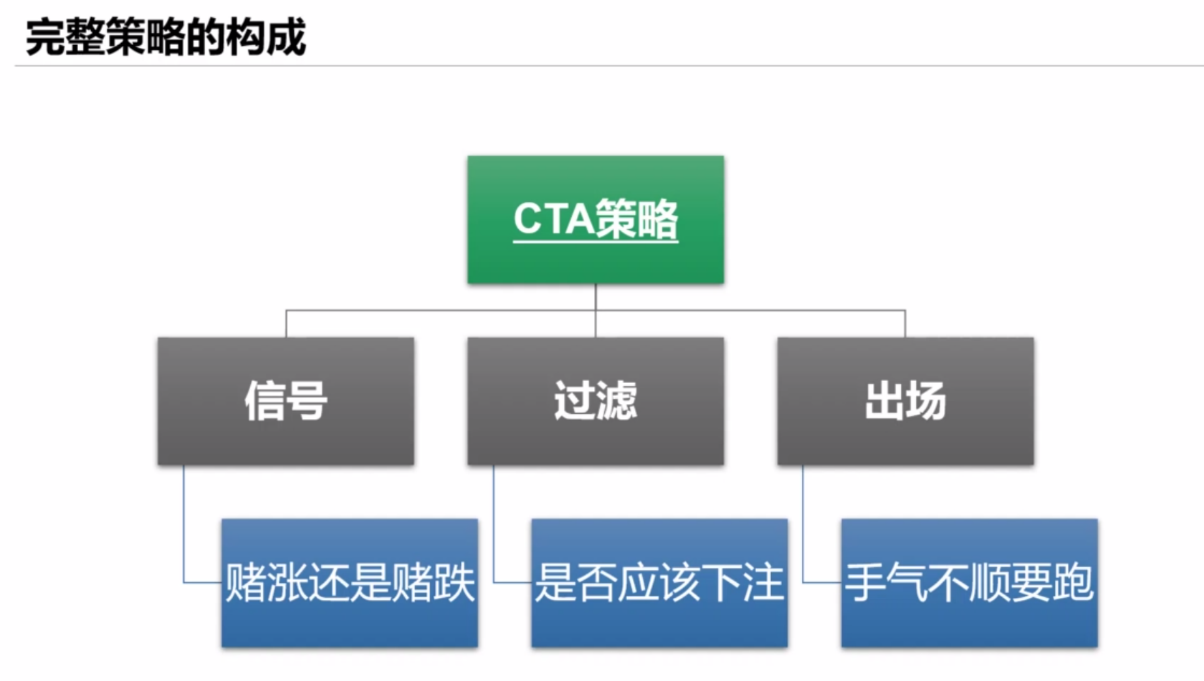 完整策略的构成
CTA策略
信号
过滤
出场
赌涨还是赌跌
是否应该下注
手气不顺要跑